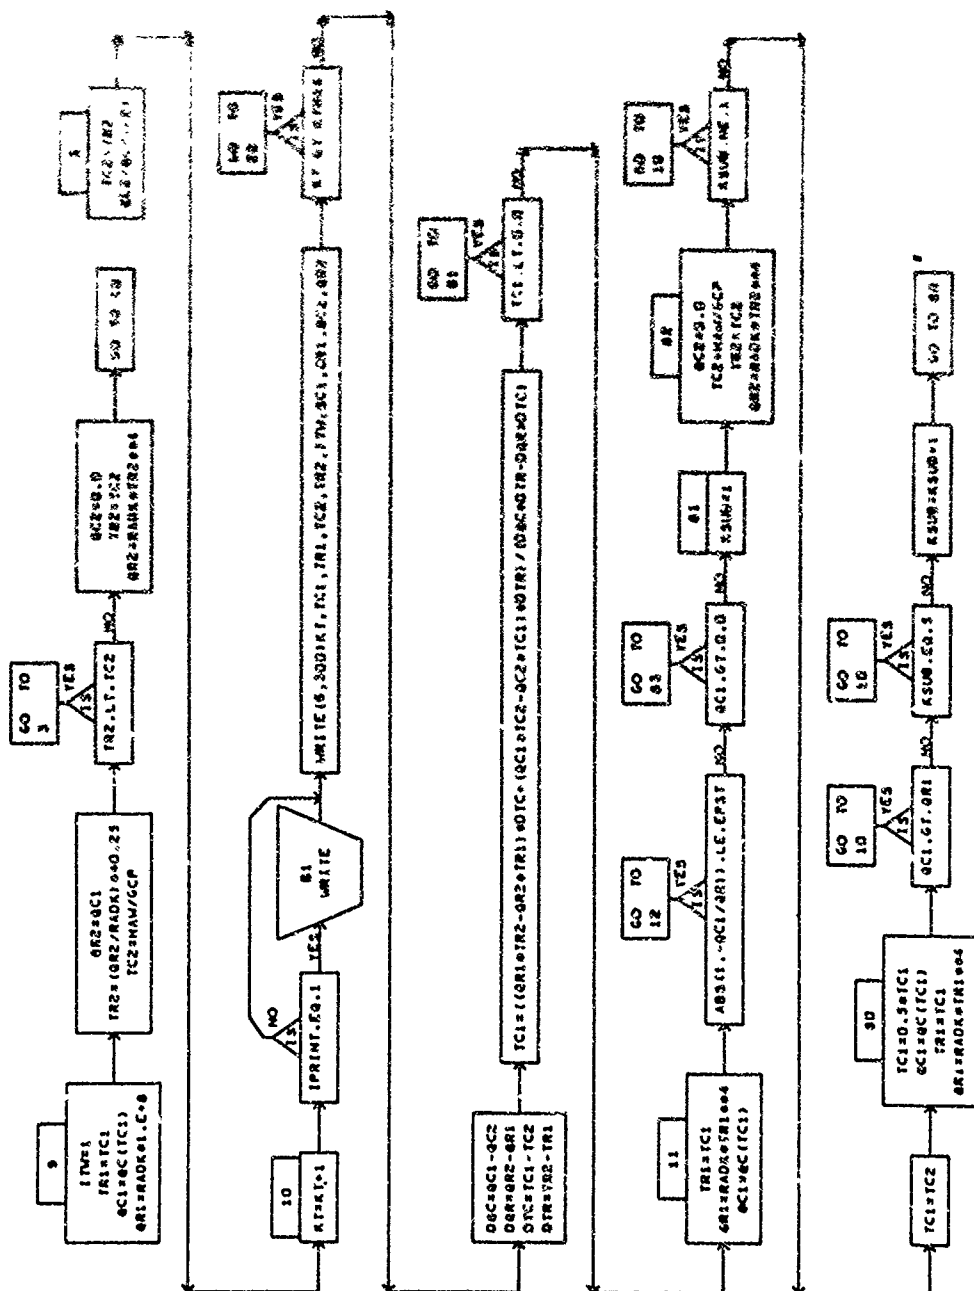 9
ITW=1
TR1=TC1
QC1=QC(TC1)
QR1=RADK*1.E+8
QR2=QC1
TR2=(QR2/RADK)**0.25
TC2=HAW/GCP
GO TO
3
YES
IS
TR2.LT.TC2
NO
QC2=0.0
TR2=TC2
QR2=RADK*TR2**4
GO TO 10
3
TC2=TR2
10
KT=KT+1
NO
IS
IPRINT.EQ.1
YES
61
WRITE
WRITE(6,300)KT,TC1,TR1,TC2,TR2,ITW,QC1,QR1,QC2,QR2
GO TO
YES
IS
NO
DQC=QC1-QC2
DQR=QR2-QR1
DTC=TC1-TC2
DTR=TR2-TR1
TC1=((QR1*TR2-QR2*TR1)*DTC+(QC1*TC2-QC2*TC1)*DTR)/(DQC*DTR-DQR*DTC)
GO TO
81
YES
IS
TC1.LT.0.0
NO
11
TR1=TC1
QR1=RADK*TR1**4
QC1=QC(TC1)
GO TO
12
YES
IS
ABS(1.-QC1/QR1).LE.EPST
NO
GO TO
83
YES
IS
QC1.GT.0.0
NO
81
KSUB=1
82
QC2=0.0
TC2=HAW/GCP
TR2=TC2
QR2=RADK*TR2**4
GO TO
10
YES
IS
KSUB.NE.1
NO
TC1=TC2
30
TC1=0.5*TC1
QC1=QC(TC1)
TR1=TC1
QR1=RADK*TR1**4
GO TO
10
YES
IS
QC1.GT.QR1
NO
GO TO
10
YES
IS
KSUB.EQ.5
NO
KSUB=KSUB+1
GO TO